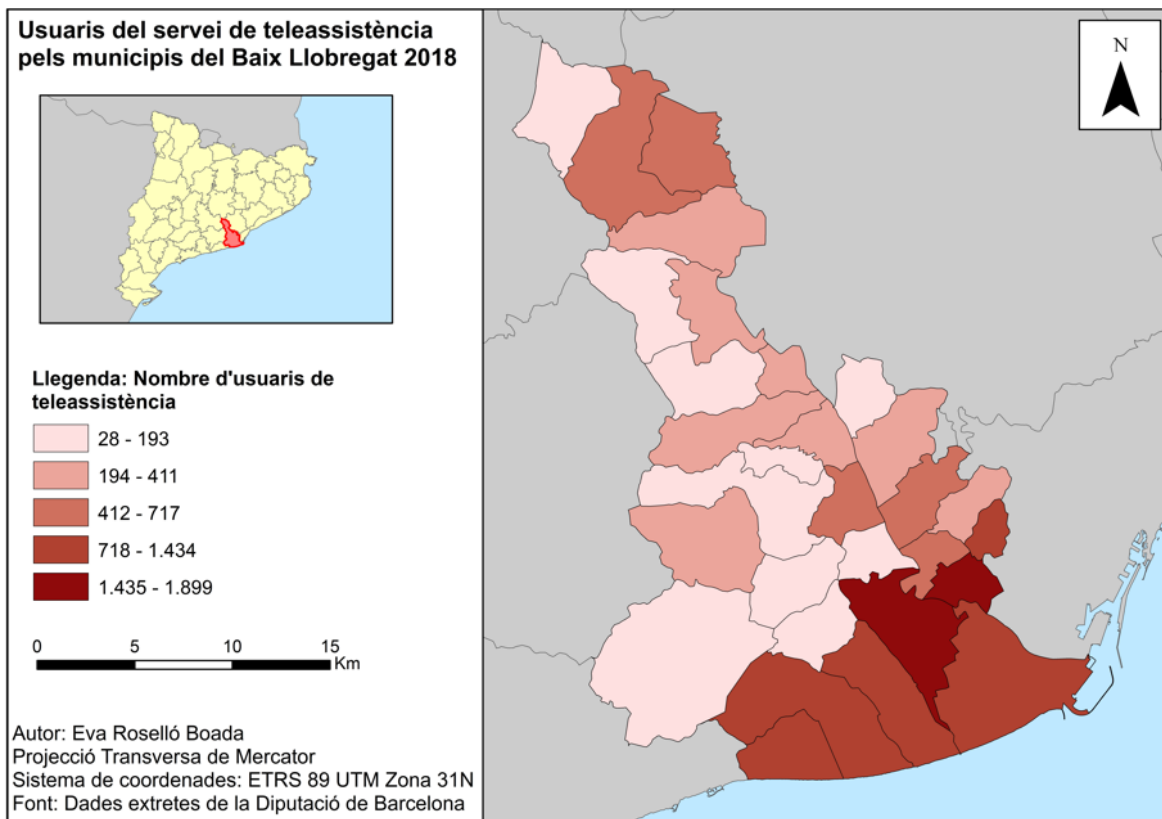 Usuaris del servei de teleassistència
pels municipis del Baix Llobregat 2018
Llegenda: Nombre d'usuaris de
teleassistència
28 - 193
194 - 411
412 - 717
718 - 1.434
1.435 - 1.899
0 5 10 15
Km
Autor: Eva Roselló Boada
Projecció Transversa de Mercator
Sistema de coordenades: ETRS 89 UTM Zona 31N
Font: Dades extretes de la Diputació de Barcelona
N